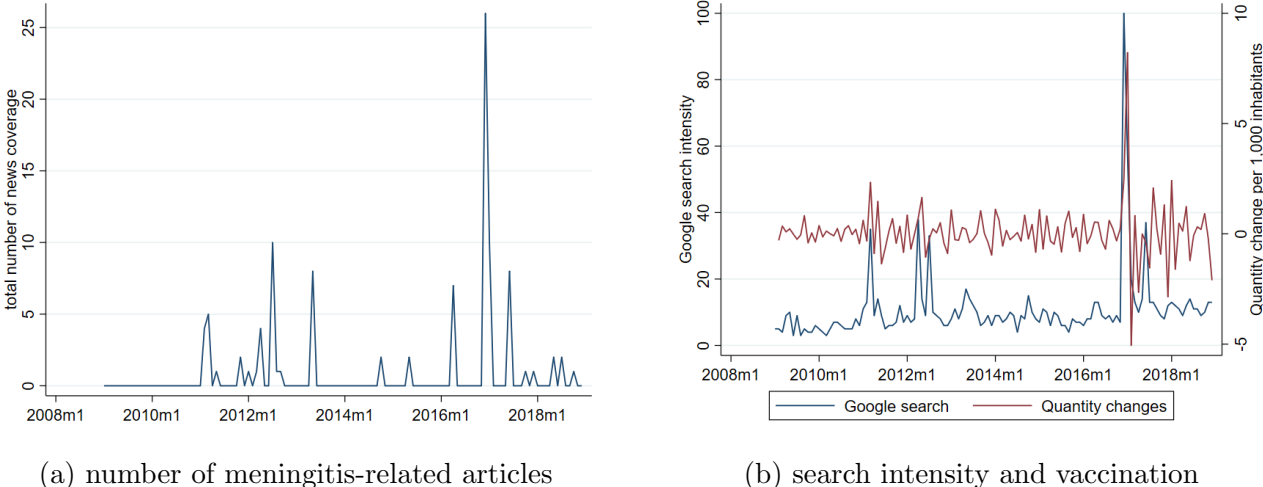 total number of news coverage
25
20
15
10
5
0
2008m1 2010m1 2012m1 2014m1 2016m1 2018m1
(a) number of meningitis-related articles
Google search intensity
100
80
60
40
20
0
Quantity change per 1,000 inhabitants
10
5
0
-5
2008m1 2010m1 2012m1 2014m1 2016m1 2018m1
Google search Quantity changes
(b) search intensity and vaccination